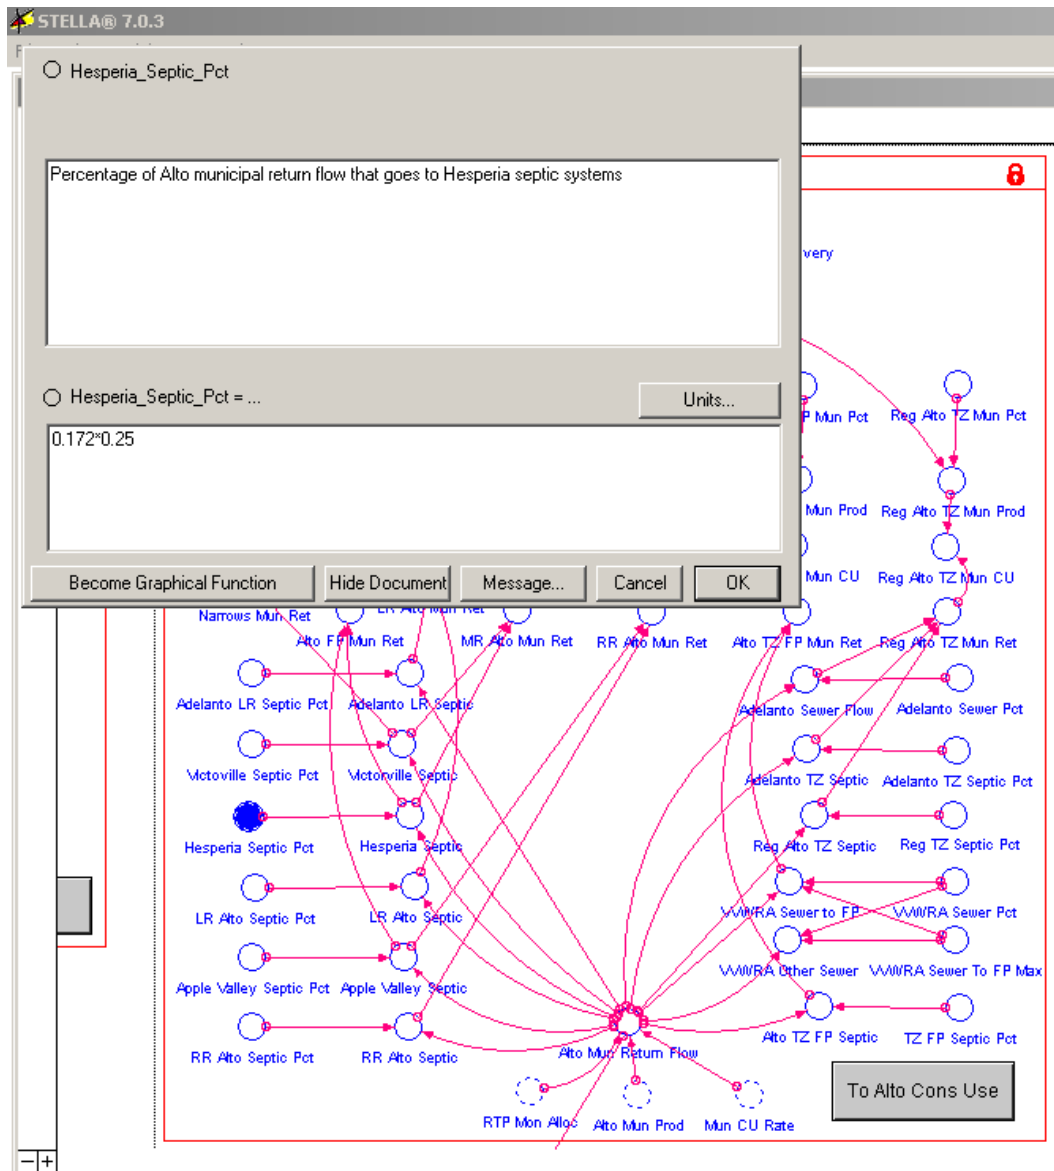 STELLA® 7.0.3
Hesperia_Septic_Pct
Percentage of Alto municipal return flow that goes to Hesperia septic systems
very
Hesperia_Septic_Pct = ...
Units...
0.172*0.25
P Mun Pct
Reg Alto TZ Mun Pct
Mun Prod
Reg Alto TZ Mun Prod
Mun CU
Reg Alto TZ Mun CU
Become Graphical Function
Hide Document
Message...
Cancel
OK
Narrows Mun Ret
LR Alto Mun Ret
Alto FP Mun Ret
MR Alto Mun Ret
RR Alto Mun Ret
Alto TZ FP Mun Ret
Reg Alto TZ Mun Ret
Adelanto LR Septic Pct
Adelanto LR Septic
Adelanto Sewer Flow
Adelanto Sewer Pct
Victoville Septic Pct
Victorville Septic
Adelanto TZ Septic
Adelanto TZ Septic Pct
Hesperia Septic Pct
Hesperia Septic
Reg Alto TZ Septic
Reg TZ Septic Pct
LR Alto Septic Pct
LR Alto Septic
VVWRA Sewer to FP
VVWRA Sewer Pct
Apple Valley Septic Pct
Apple Valley Septic
VVWRA Other Sewer
VVWRA Sewer To FP Max
RR Alto Septic Pct
RR Alto Septic
Alto Mun Return Flow
Alto TZ FP Septic
TZ FP Septic Pct
RTP Mon Alloc
Alto Mun Prod
Mun CU Rate
To Alto Cons Use